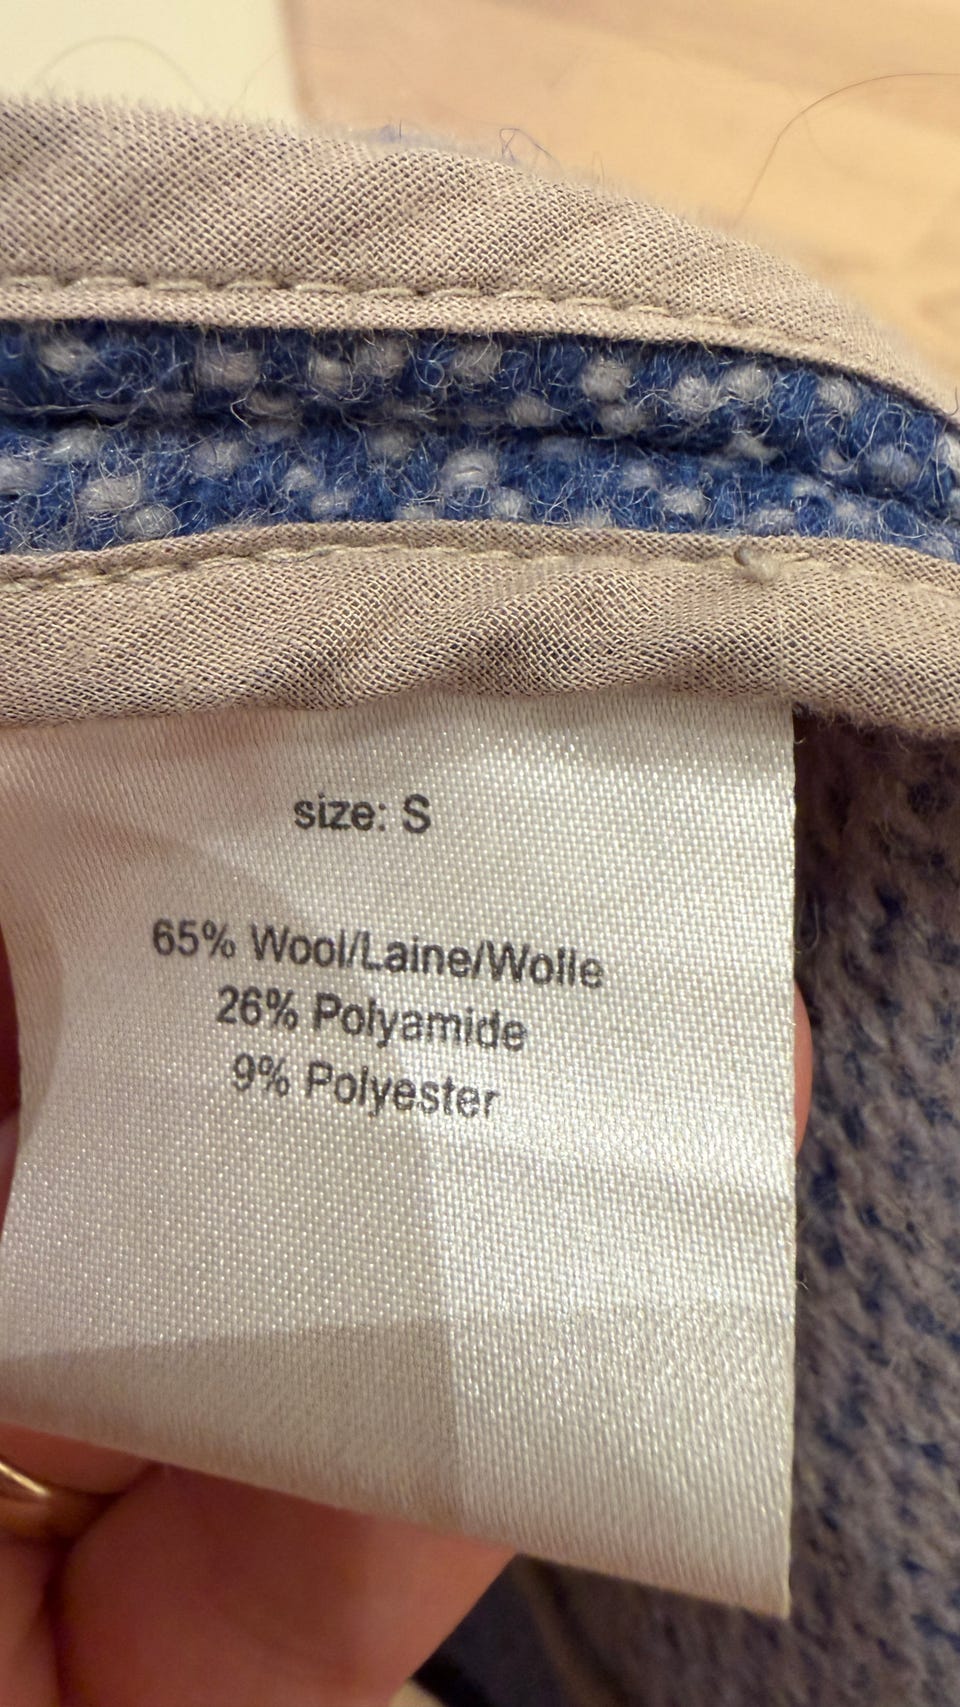 size: S
65% Wool/Laine/Wolle
26% Polyamide
9% Polyester